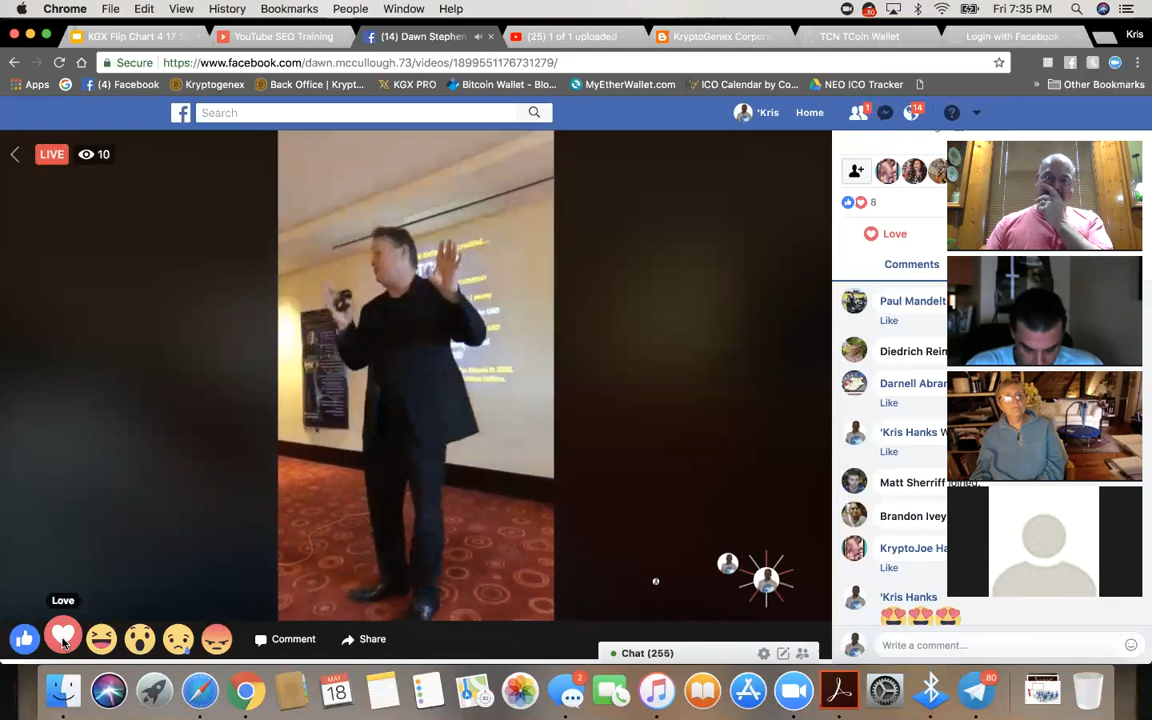 Chrome File Edit View History Bookmarks People Window Help
Fri 7:35 PM
KGX Flip Chart 4 17
YouTube SEO Training
(14) Dawn Stephen
(25) 1 of 1 uploaded
KryptoGenex Corpora
TCN TCoin Wallet
Login with Facebook
Kris
Secure https://www.facebook.com/dawn.mccullough.73/videos/1899551176731279/
Apps (4) Facebook Kryptogenex Back Office | Krypt... KGX PRO Bitcoin Wallet - Blo... MyEtherWallet.com ICO Calendar by Co... NEO ICO Tracker » Other Bookmarks
Search
'Kris Home 1 14
LIVE 10
8
Love
Comments
Paul Mandelt
Like
Diedrich Rein
Darnell Abra
Like
'Kris Hanks W
Like
Matt Sherriff joined.
Brandon Ivey
KryptoJoe Ha
Like
'Kris Hanks
Love
Comment Share
Chat (255)
Write a comment...
MAY
18
2
80